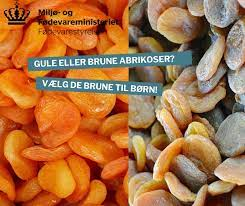 Miljø- og
Fødevareministeriet
Fødevarestyrelsen
GULE ELLER BRUNE ABRIKOSER?
VÆLG DE BRUNE TIL BØRN!